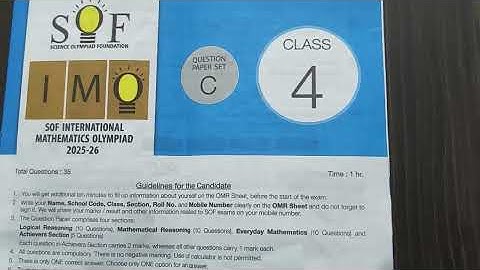 SOF
SCIENCE OLYMPIAD FOUNDATION
IMO
SOF INTERNATIONAL
MATHEMATICS OLYMPIAD
2025-26
QUESTION
PAPER SET
C
CLASS
4
Total Questions : 35
Time : 1 hr.
Guidelines for the Candidate
1. You will get additional ten minutes to fill up information about yourself on the OMR Sheet, before the start of the exam.
2. Write your Name, School Code, Class, Section, Roll No. and Mobile Number clearly on the OMR Sheet and do not forget to
sign it. We will share your marks / result and other information related to SOF exams on your mobile number.
3. The Question Paper comprises four sections:
Logical Reasoning (10 Questions), Mathematical Reasoning (10 Questions), Everyday Mathematics (10 Questions) and
Achievers Section (5 Questions)
Each question in Achievers Section carries 2 marks, whereas all other questions carry 1 mark each.
4. All questions are compulsory. There is no negative marking. Use of calculator is not permitted.
5. There is only ONE correct answer. Choose only ONE option for an answer.